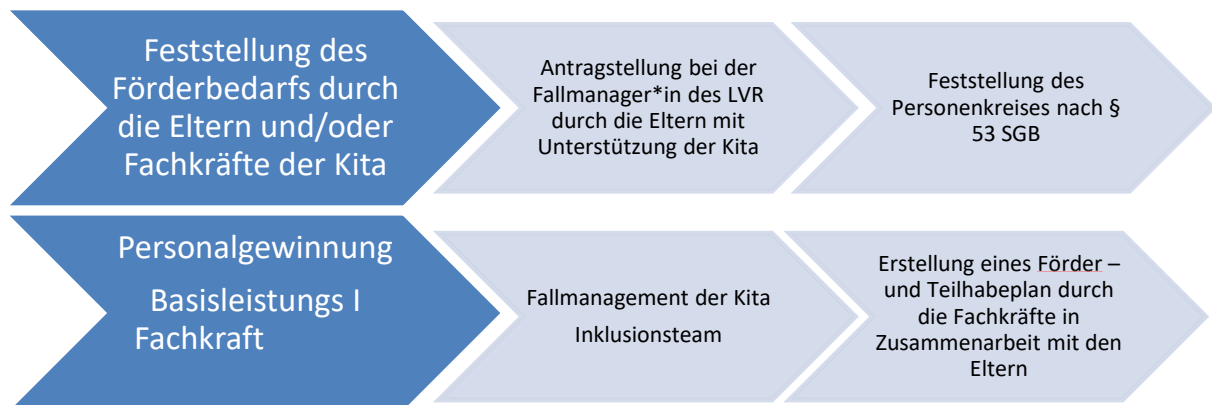 Feststellung des
Förderbedarfs durch
die Eltern und/oder
Fachkräfte der Kita
Antragstellung bei der
Fallmanager*in des LVR
durch die Eltern mit
Unterstützung der Kita
Feststellung des
Personenkreises nach §
53 SGB
Personalgewinnung
Basisleistungs I
Fachkraft
Fallmanagement der Kita
Inklusionsteam
Erstellung eines Förder –
und Teilhabeplan durch
die Fachkräfte in
Zusammenarbeit mit den
Eltern